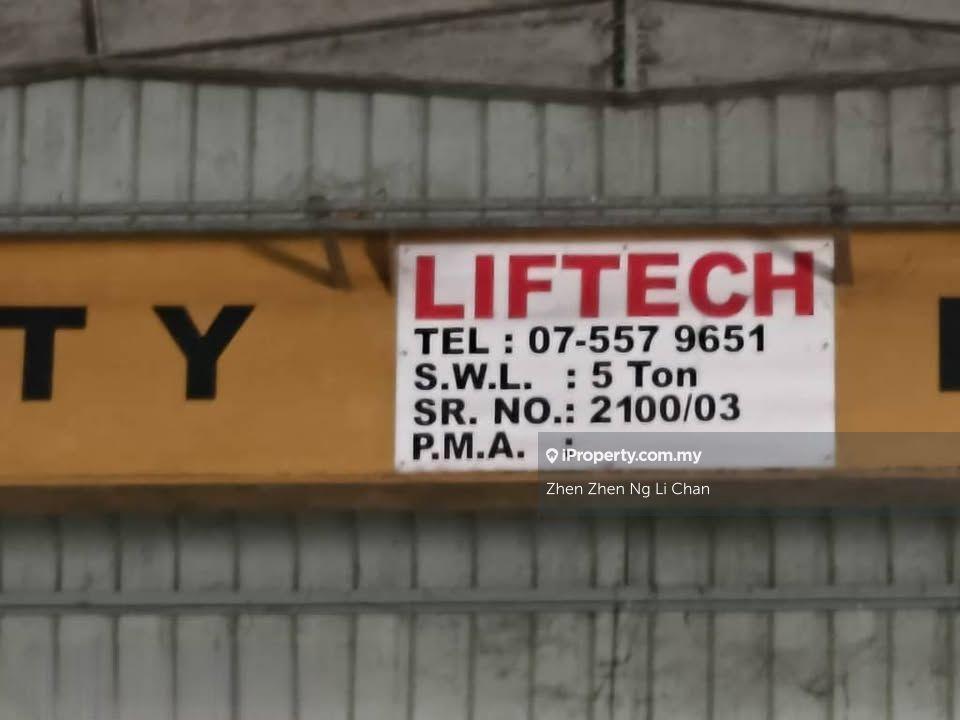 TY
LIFTECH
TEL : 07-557 9651
S.W.L. : 5 Ton
SR. NO.: 2100/03
P.M.A. :
iProperty.com.my
Zhen Zhen Ng Li Chan